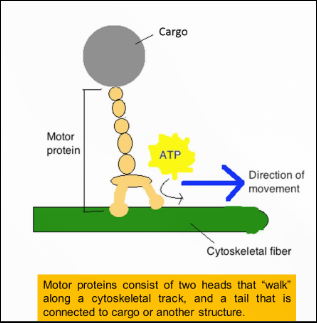 Cargo
Motor
protein
ATP
Direction of
movement
Cytoskeletal fiber
Motor proteins consist of two heads that “walk”
along a cytoskeletal track, and a tail that is
connected to cargo or another structure.